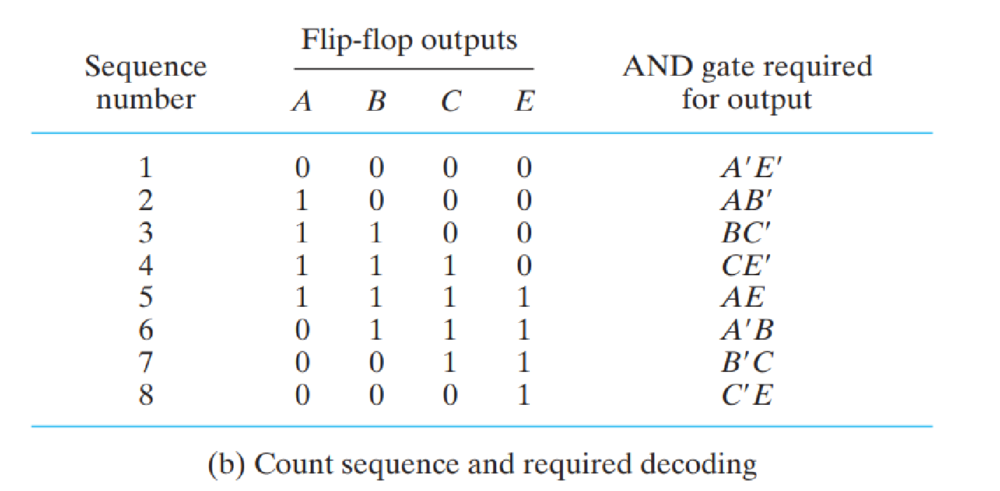 Flip-flop outputs
Sequence number
AND gate required for output
A B C E
1 0 0 0 0 A'E'
2 1 0 0 0 AB'
3 1 1 0 0 BC'
4 1 1 1 0 CE'
5 1 1 1 1 AE
6 0 1 1 1 A'B
7 0 0 1 1 B'C
8 0 0 0 1 C'E
(b) Count sequence and required decoding